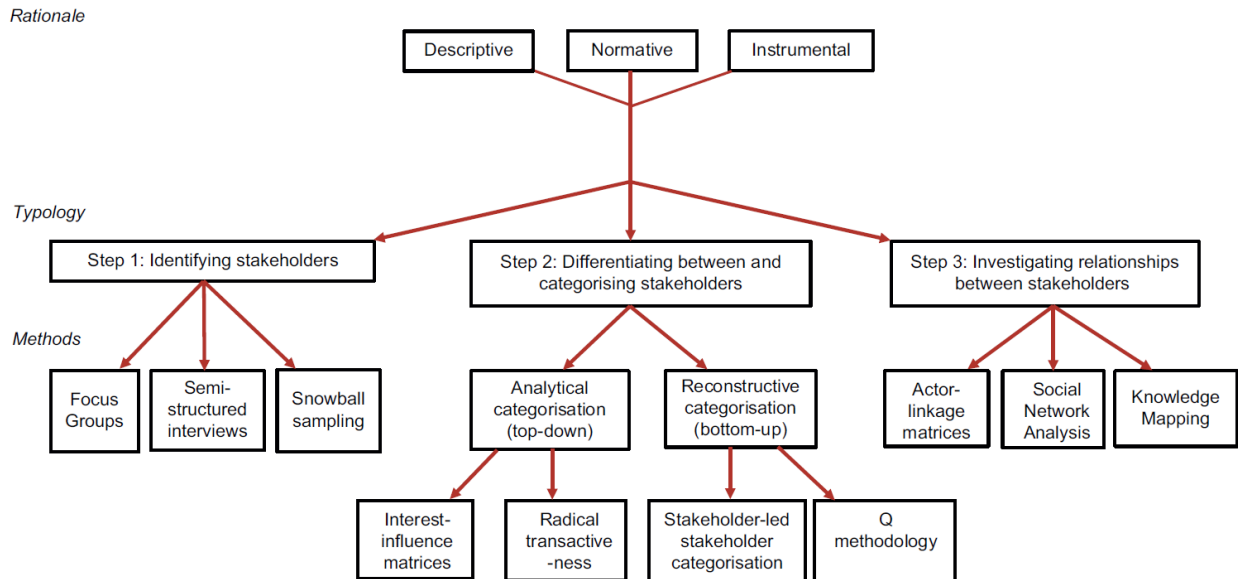 Rationale
Descriptive
Normative
Instrumental
Typology
Step 1: Identifying stakeholders
Step 2: Differentiating between and
categorising stakeholders
Step 3: Investigating relationships
between stakeholders
Methods
Focus
Groups
Semi-
structured
interviews
Snowball
sampling
Analytical
categorisation
(top-down)
Reconstructive
categorisation
(bottom-up)
Actor-
linkage
matrices
Social
Network
Analysis
Knowledge
Mapping
Interest-
influence
matrices
Radical
transactive
-ness
Stakeholder-led
stakeholder
categorisation
Q
methodology